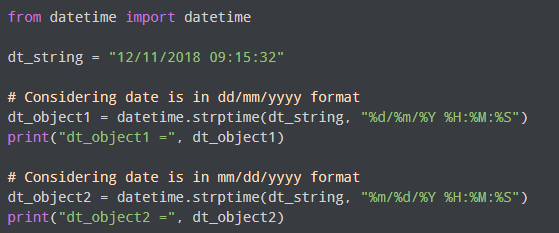 from datetime import datetime
dt_string = "12/11/2018 09:15:32"
# Considering date is in dd/mm/yyyy format
dt_object1 = datetime.strptime(dt_string, "%d/%m/%Y %H:%M:%S")
print("dt_object1 =", dt_object1)
# Considering date is in mm/dd/yyyy format
dt_object2 = datetime.strptime(dt_string, "%m/%d/%Y %H:%M:%S")
print("dt_object2 =", dt_object2)